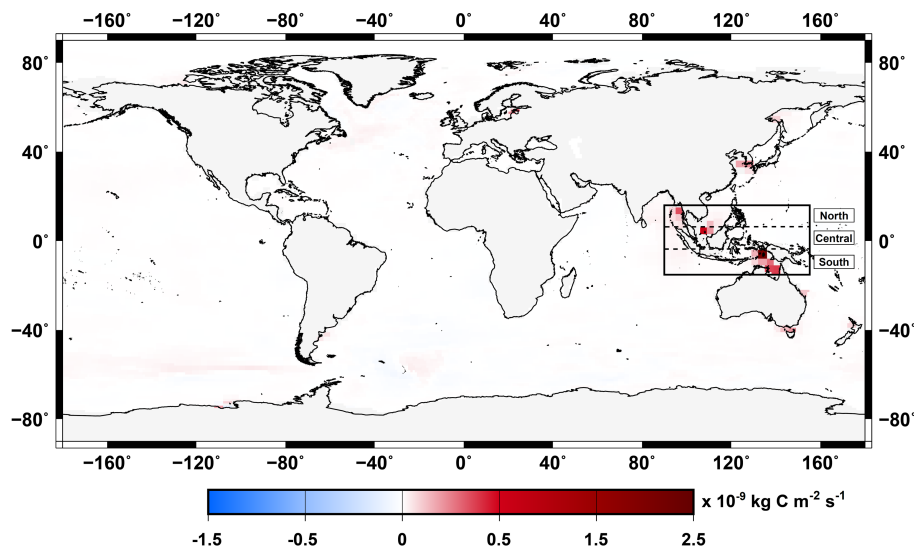 −160° −120° −80° −40° 0° 40° 80° 120° 160°
80° 80°
40° 40°
North
0° Central 0°
South
−40° −40°
−80° −80°
−160° −120° −80° −40° 0° 40° 80° 120° 160°
x 10⁻⁹ kg C m⁻² s⁻¹
-1.5 -0.5 0 0.5 1.5 2.5